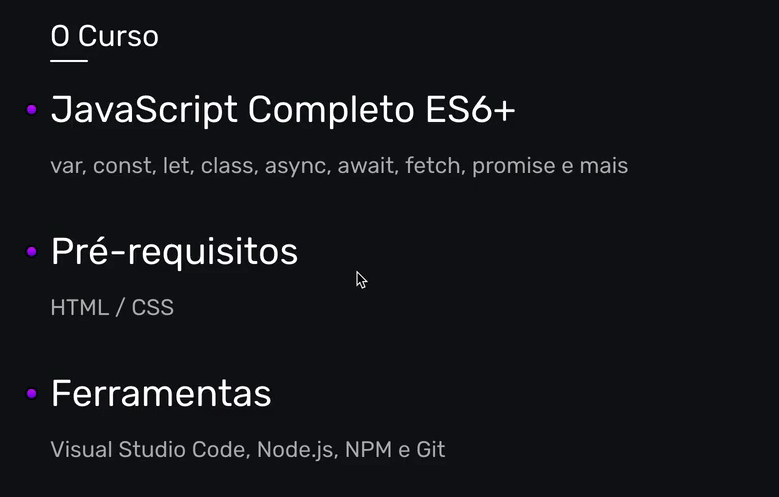 O Curso
JavaScript Completo ES6+
var, const, let, class, async, await, fetch, promise e mais
Pré-requisitos
HTML / CSS
Ferramentas
Visual Studio Code, Node.js, NPM e Git